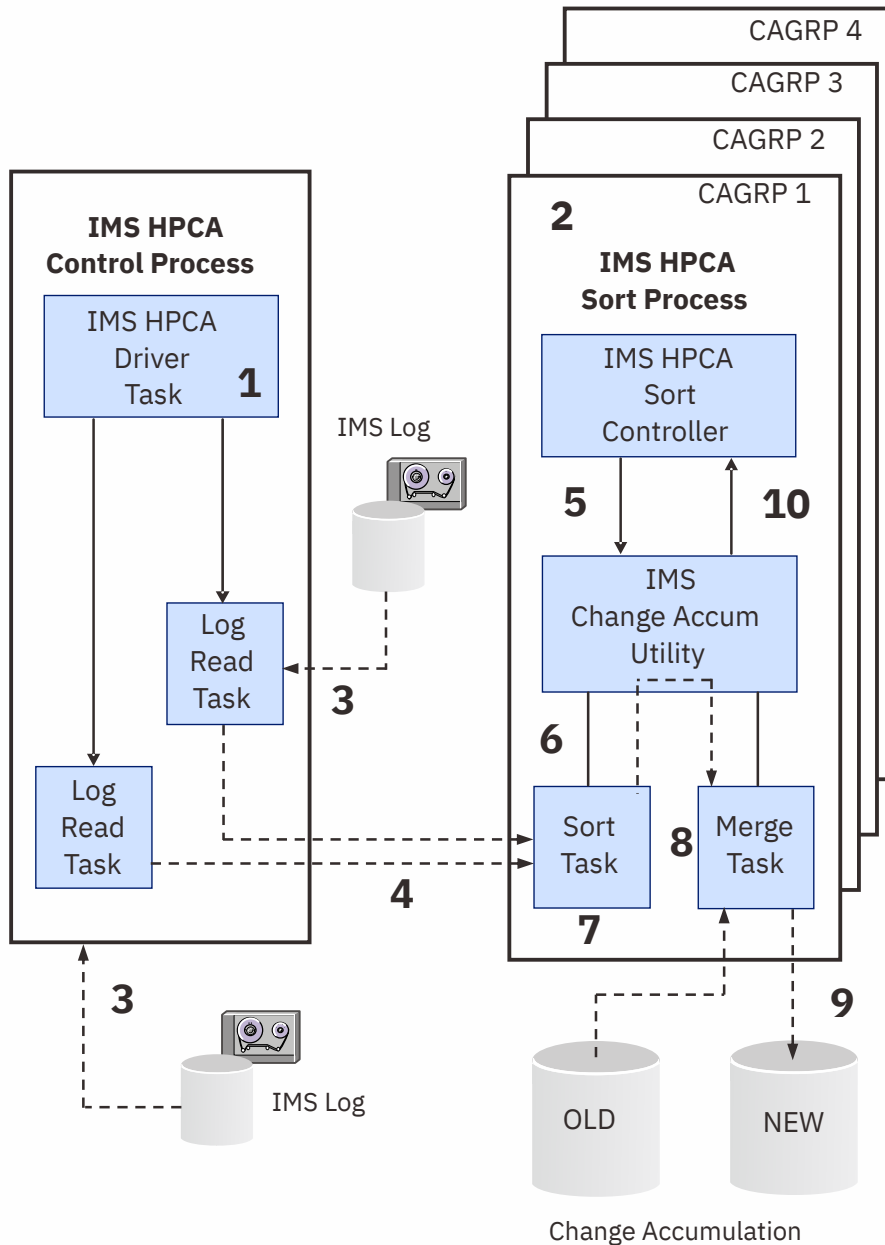 CAGRP 4
CAGRP 3
CAGRP 2
CAGRP 1
2
IMS HPCA
Control Process
IMS HPCA
Sort Process
IMS HPCA
Driver
Task
1
IMS HPCA
Sort
Controller
IMS Log
5
10
IMS
Change Accum
Utility
Log
Read
Task
3
6
Log
Read
Task
Sort
Task
8
Merge
Task
4
7
3
9
IMS Log
OLD
NEW
Change Accumulation